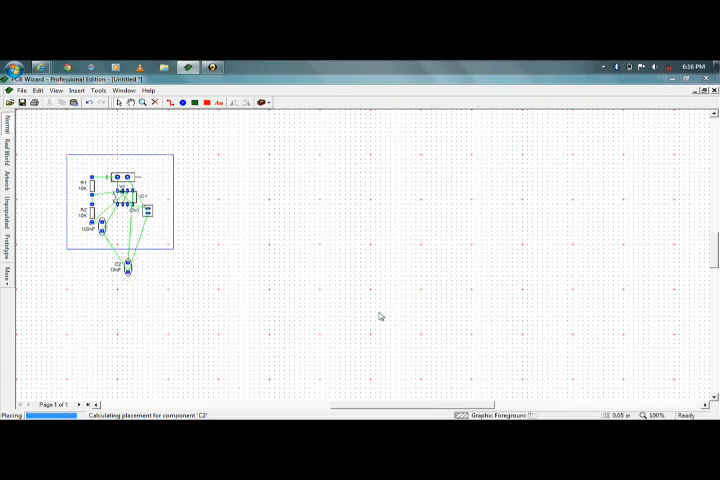 6:16 PM
PCB Wizard - Professional Edition - [Untitled *]
File Edit View Insert Tools Window Help
Aa
Normal
Real World
Artwork
Unpopulated
Prototype
More
R1
10K
IC1
R2
10K
100nF
C2
10nF
Page 1 of 1
Placing
Calculating placement for component 'C2'
Graphic Foreground
0.05 in
100%
Ready